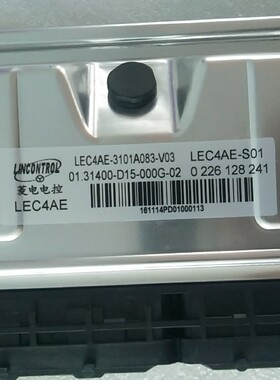 LEC4AE-3101A083-V03 LEC4AE-S01
LINCONTROL
菱电电控
01.31400-D15-000G-02 0 226 128 241
LEC4AE
161114PD01000113